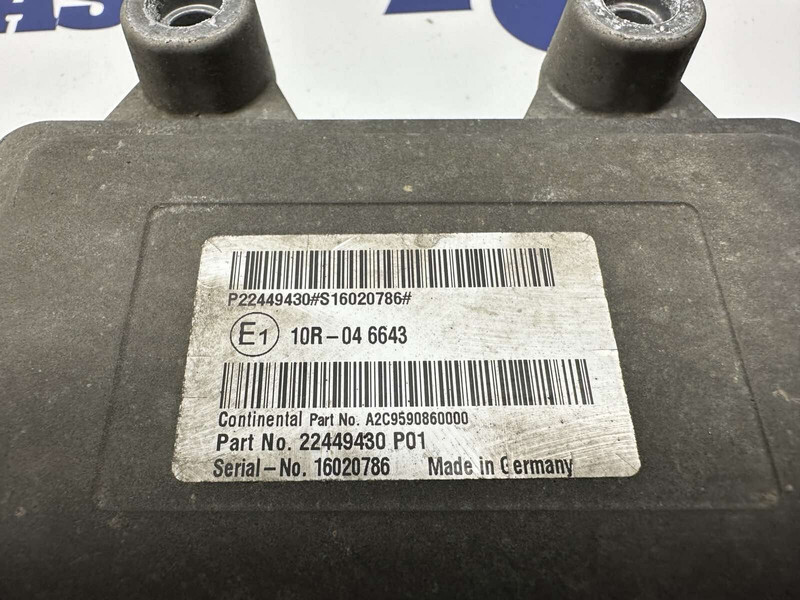 AS
P22449430#S16020786#
E1 10R-04 6643
Continental Part No. A2C9590860000
Part No. 22449430 P01
Serial-No. 16020786 Made in Germany